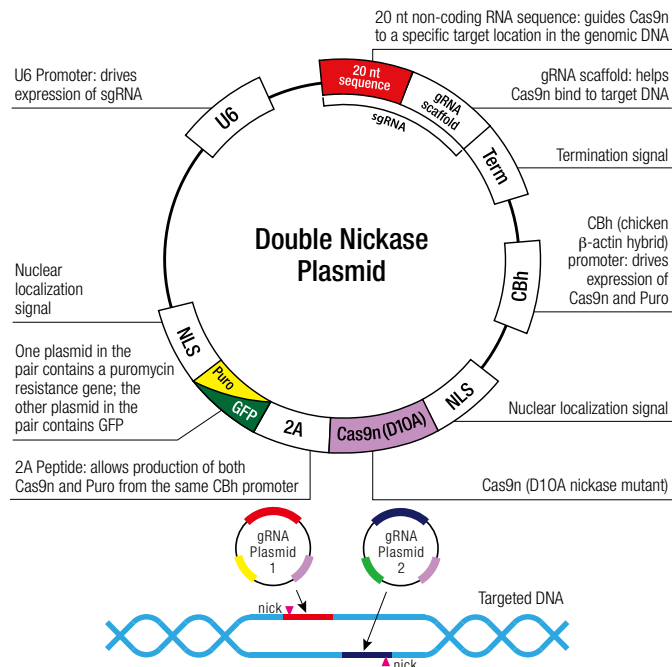 20 nt non-coding RNA sequence: guides Cas9n
to a specific target location in the genomic DNA
U6 Promoter: drives
expression of sgRNA
20 nt
sequence
gRNA
scaffold
sgRNA
gRNA scaffold: helps
Cas9n bind to target DNA
U6
Term
Termination signal
Double Nickase
Plasmid
CBh (chicken
β-actin hybrid)
promoter: drives
expression of
Cas9n and Puro
CBh
Nuclear
localization
signal
NLS
One plasmid in the
pair contains a puromycin
resistance gene; the
other plasmid in the
pair contains GFP
Puro
GFP
2A
Cas9n (D10A)
NLS
Nuclear localization signal
2A Peptide: allows production of both
Cas9n and Puro from the same CBh promoter
Cas9n (D10A nickase mutant)
gRNA
Plasmid
1
gRNA
Plasmid
2
nick
Targeted DNA
nick